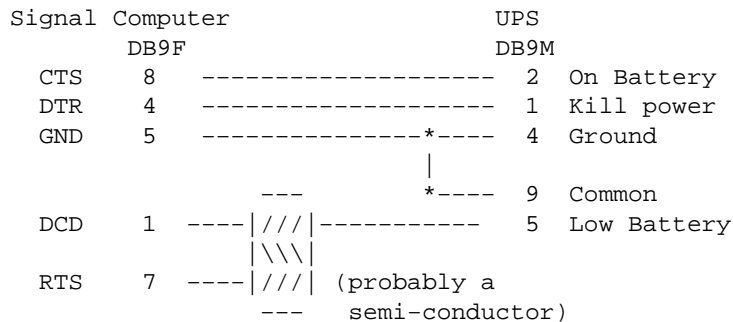 Signal Computer                  UPS
        DB9F                     DB9M
  CTS    8  -------------------- 2  On Battery
  DTR    4  -------------------- 1  Kill power
  GND    5  ---------------*---- 4  Ground
                           |
                ---        *---- 9  Common
  DCD    1  ----|///|----------- 5  Low Battery
                |\\\|
  RTS    7  ----|///| (probably a
                ---    semi-conductor)